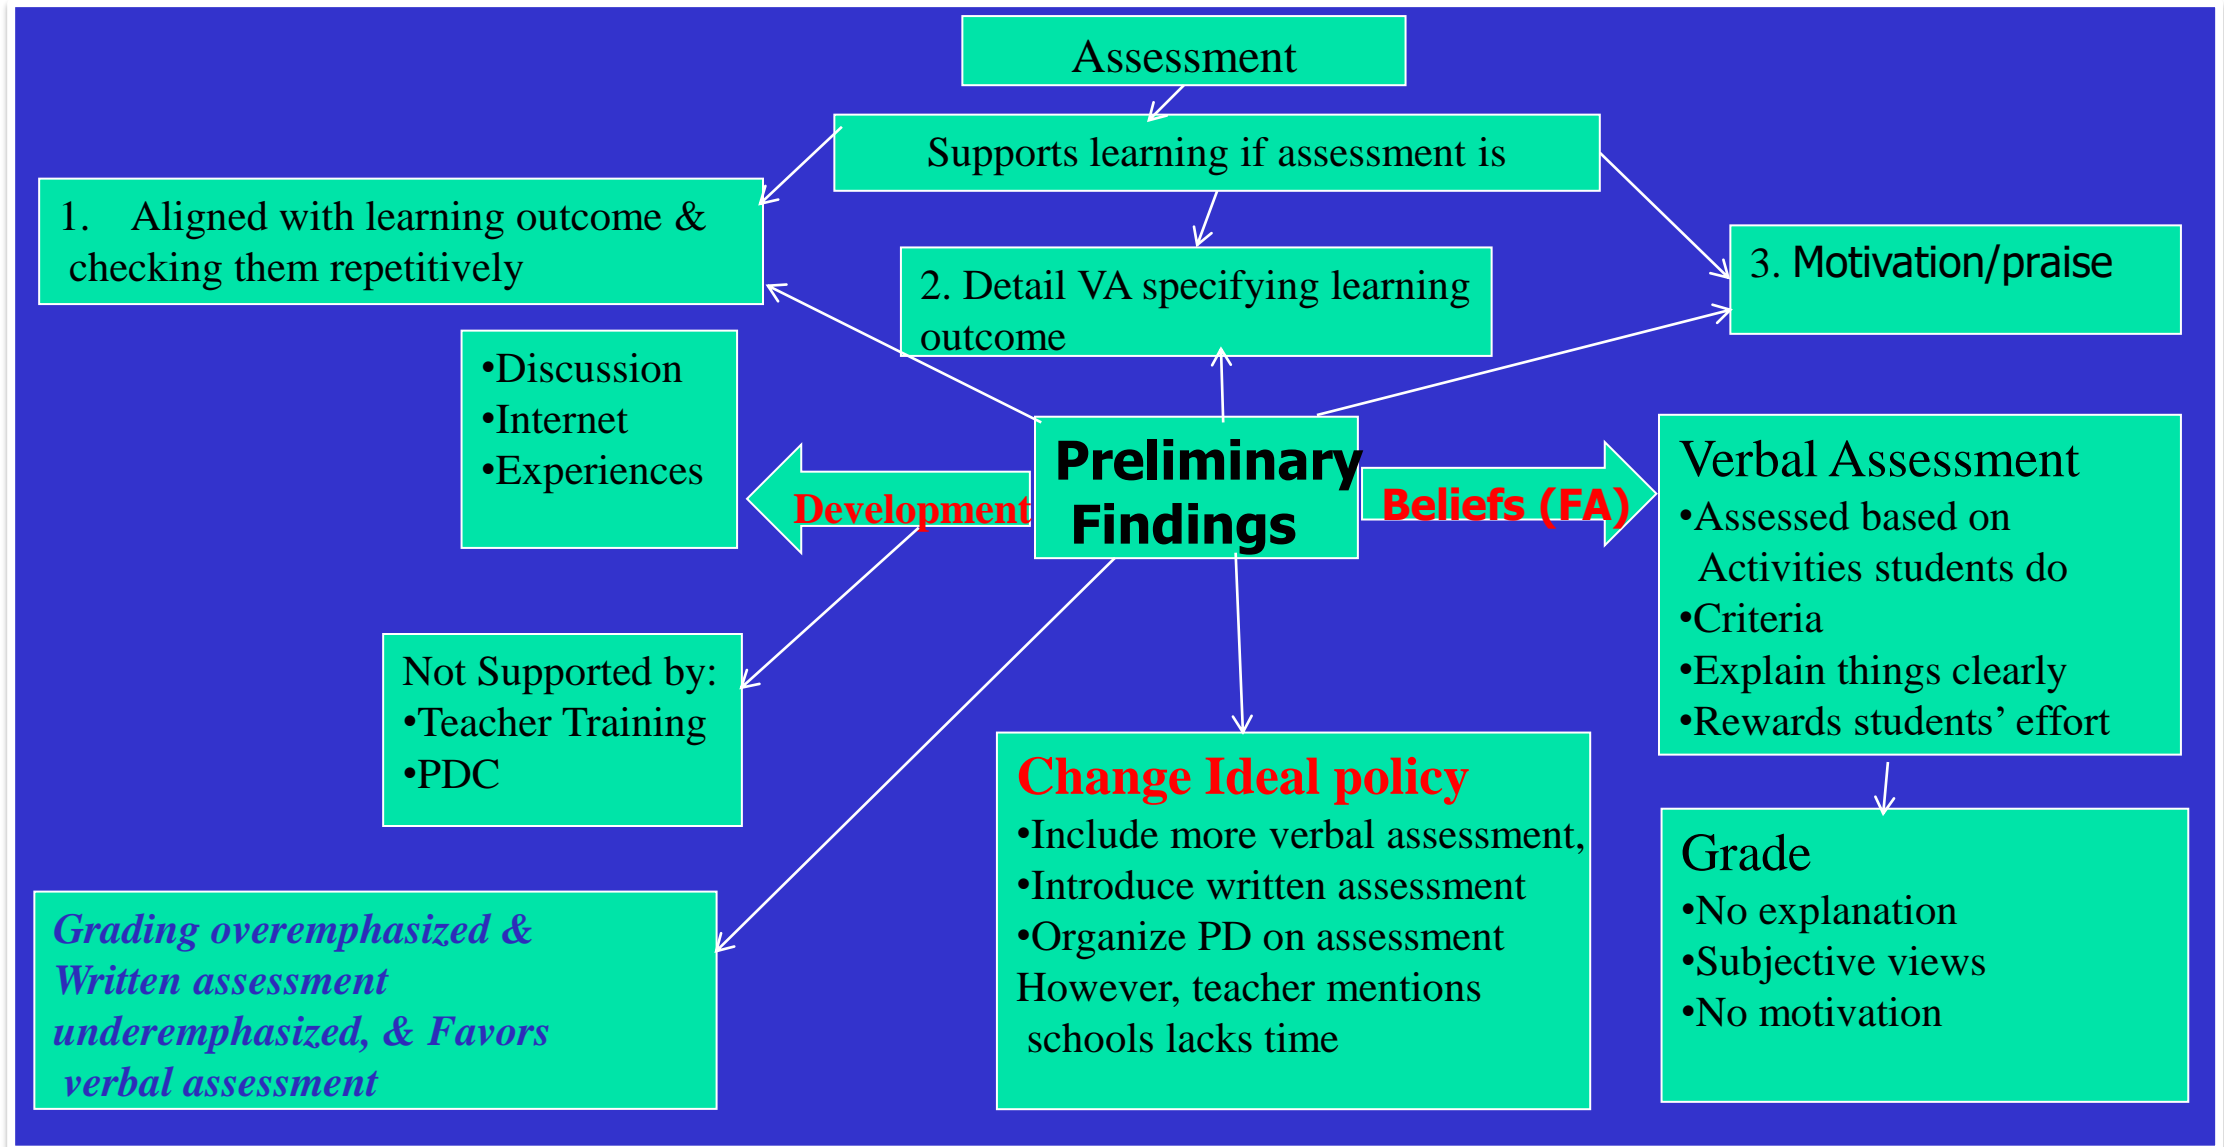 Assessment
Supports learning if assessment is
1. Aligned with learning outcome &
checking them repetitively
2. Detail VA specifying learning
outcome
3. Motivation/praise
•Discussion
•Internet
•Experiences
Development
Preliminary
Findings
Beliefs (FA)
Verbal Assessment
•Assessed based on
Activities students do
•Criteria
•Explain things clearly
•Rewards students’ effort
Not Supported by:
•Teacher Training
•PDC
Change Ideal policy
•Include more verbal assessment,
•Introduce written assessment
•Organize PD on assessment
However, teacher mentions
schools lacks time
Grade
•No explanation
•Subjective views
•No motivation
Grading overemphasized &
Written assessment
underemphasized, & Favors
verbal assessment